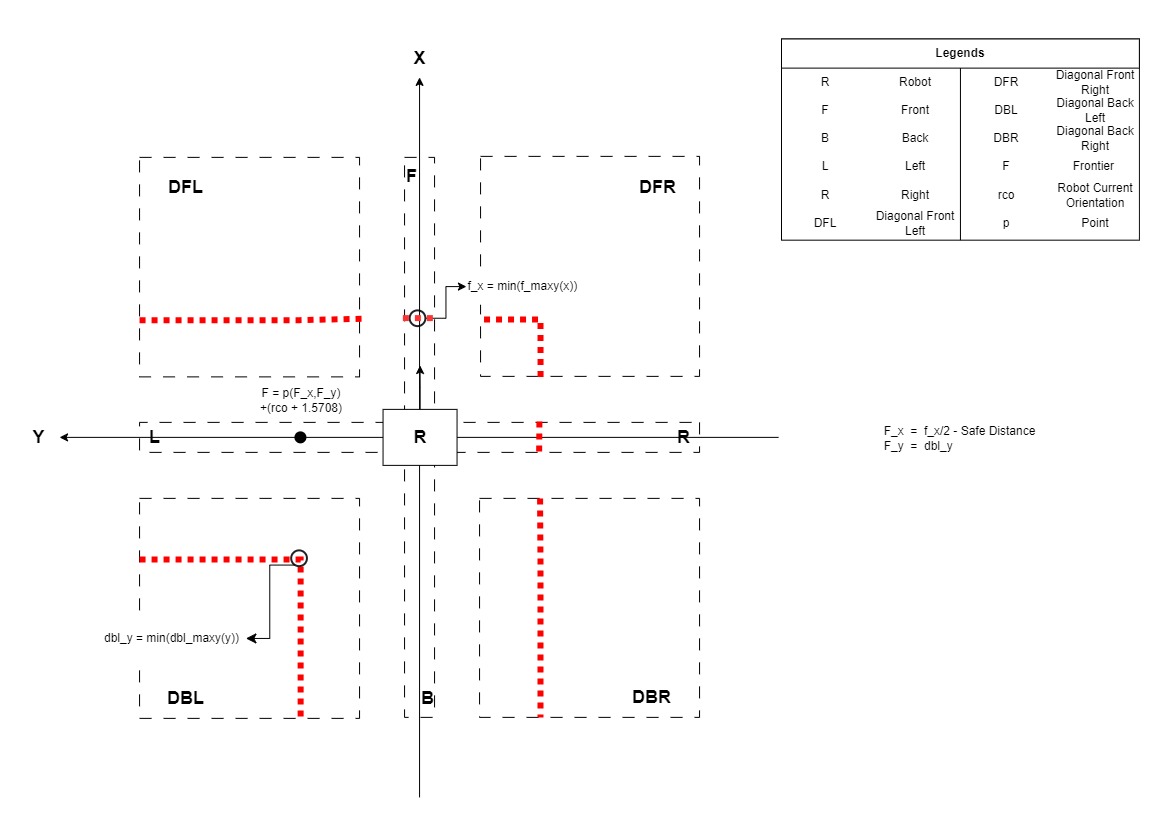 X
Legends
R Robot DFR Diagonal Front
Right
F Front DBL Diagonal Back
Left
B Back DBR Diagonal Back
Right
L Left F Frontier
R Right rco Robot Current
Orientation
DFL Diagonal Front
Left p Point
DFL
F
DFR
f_x = min(f_maxy(x))
F = p(F_x,F_y)
+(rco + 1.5708)
Y
L
R
R
F_x = f_x/2 - Safe Distance
F_y = dbl_y
dbl_y = min(dbl_maxy(y))
DBL
B
DBR